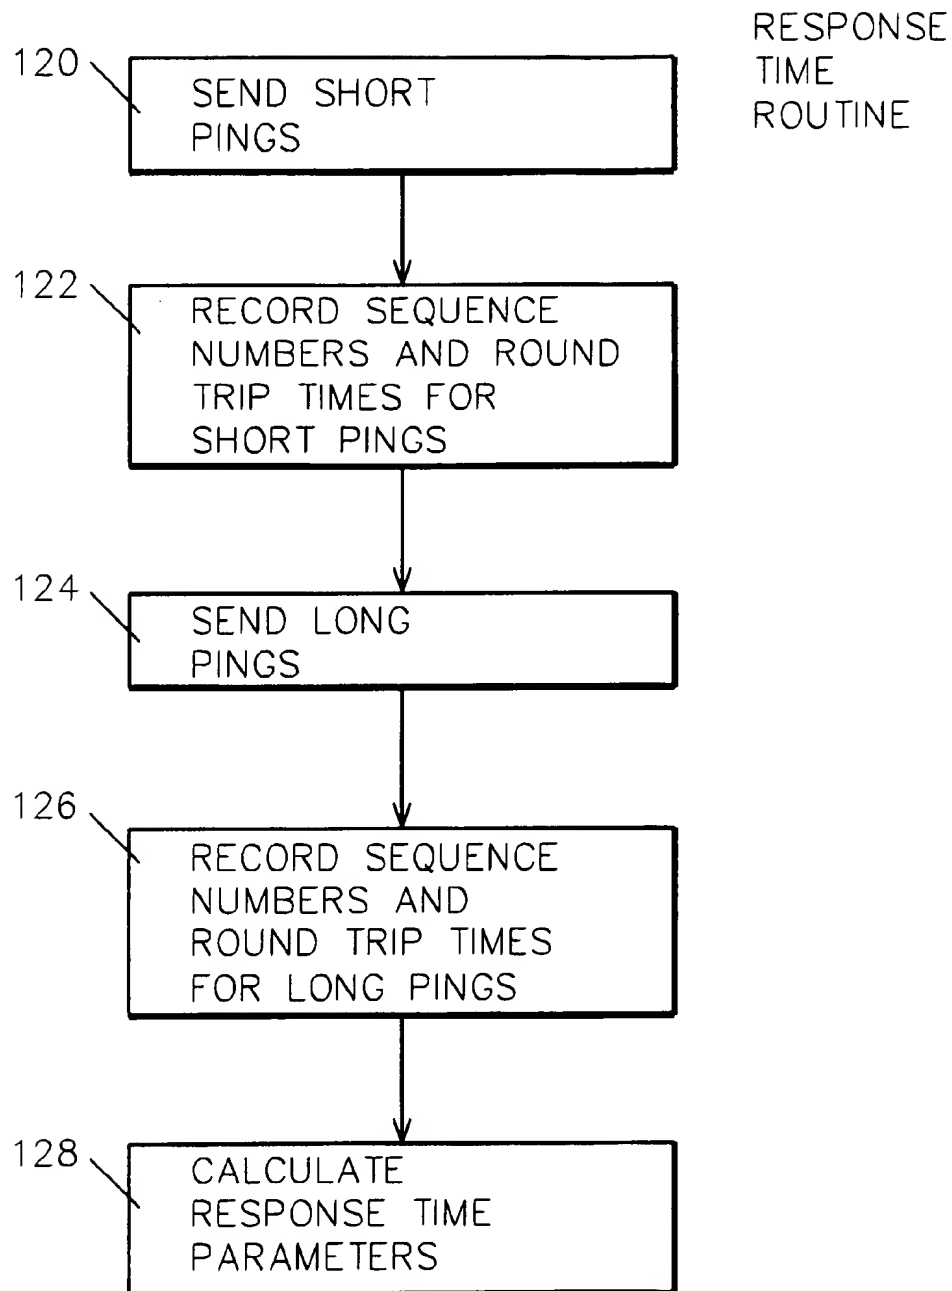 RESPONSE
TIME
ROUTINE
120
SEND SHORT
PINGS
122
RECORD SEQUENCE
NUMBERS AND ROUND
TRIP TIMES FOR
SHORT PINGS
124
SEND LONG
PINGS
126
RECORD SEQUENCE
NUMBERS AND
ROUND TRIP TIMES
FOR LONG PINGS
128
CALCULATE
RESPONSE TIME
PARAMETERS